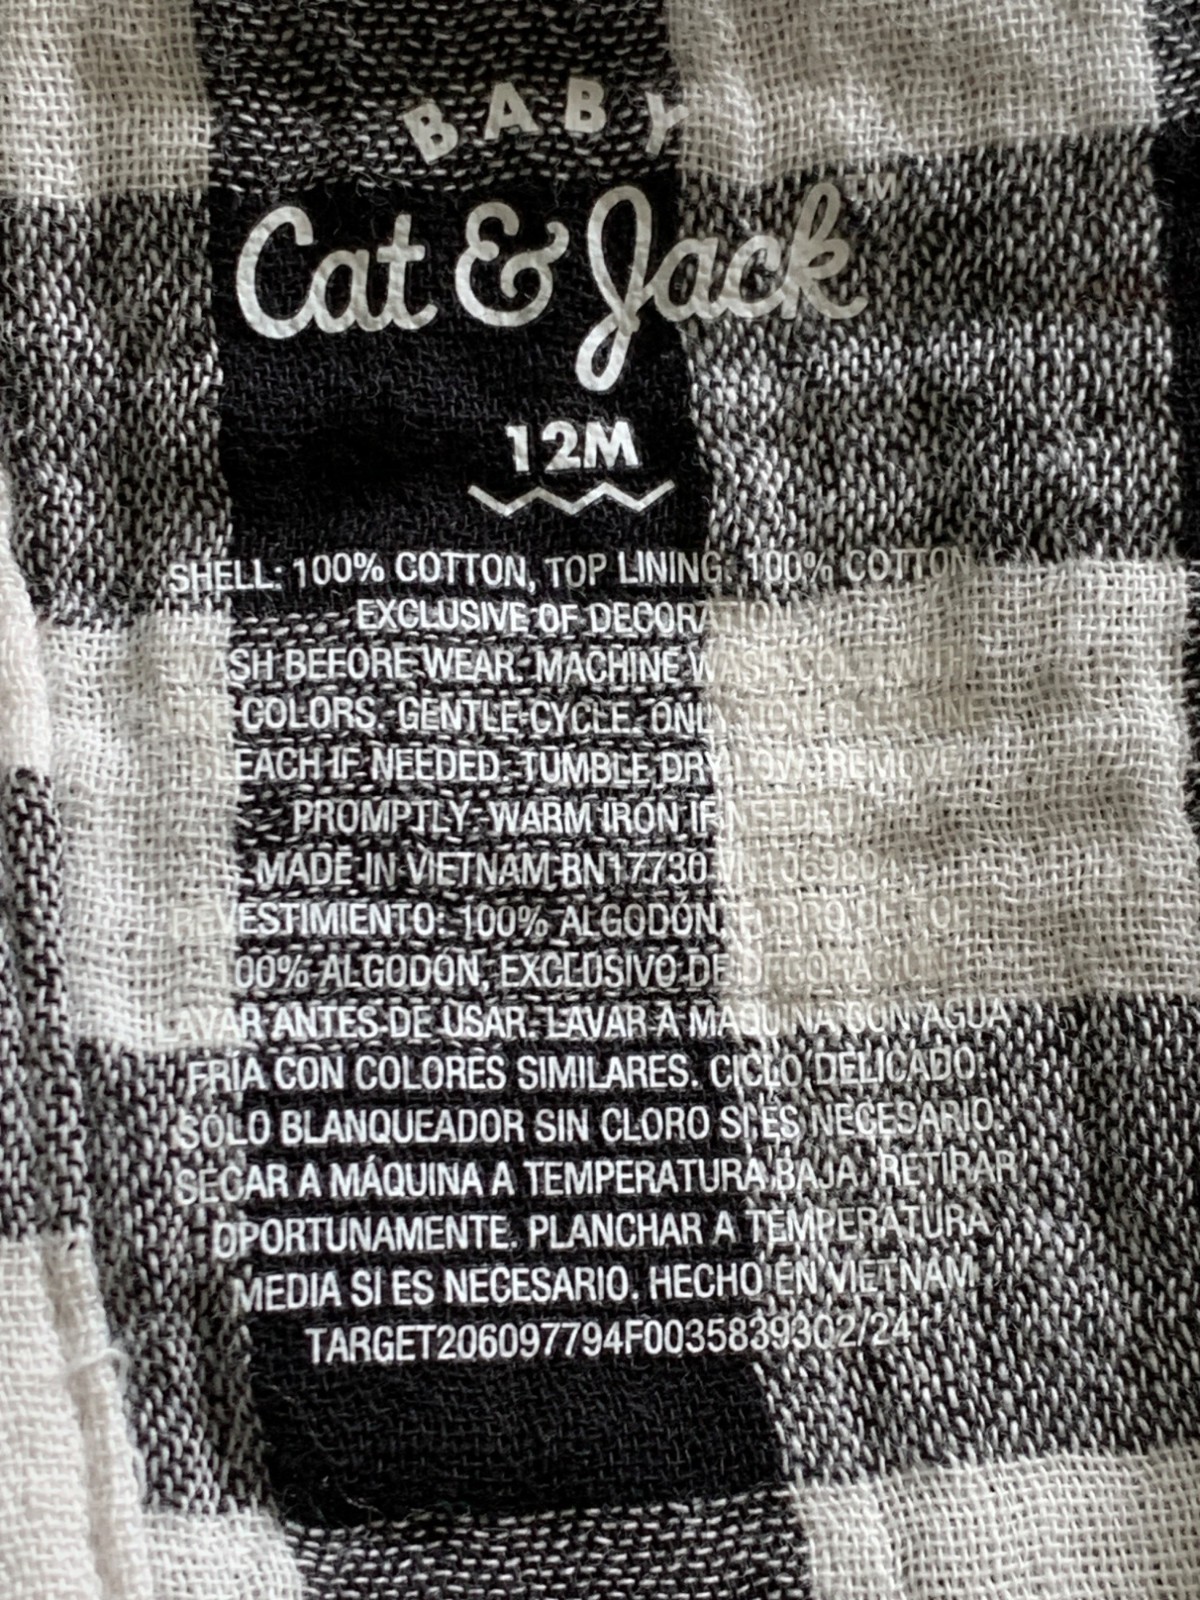 BABY
Cat & Jack™
12M
SHELL: 100% COTTON, TOP LINING: 100% COTTON
EXCLUSIVE OF DECORATION
WASH BEFORE WEAR. MACHINE WASH COLD
LIKE COLORS. GENTLE CYCLE. ONLY NON-CHLORINE
BLEACH IF NEEDED. TUMBLE DRY LOW. REMOVE
PROMPTLY. WARM IRON IF NEEDED.
MADE IN VIETNAM BN17730
REVESTIMIENTO: 100% ALGODÓN,
100% ALGODÓN, EXCLUSIVO DE DECORACIÓN
LAVAR ANTES DE USAR. LAVAR A MÁQUINA CON AGUA
FRÍA CON COLORES SIMILARES. CICLO DELICADO.
SÓLO BLANQUEADOR SIN CLORO SI ES NECESARIO.
SECAR A MÁQUINA A TEMPERATURA BAJA. RETIRAR
OPORTUNAMENTE. PLANCHAR A TEMPERATURA
MEDIA SI ES NECESARIO. HECHO EN VIETNAM
TARGET206097794F0035839302/24